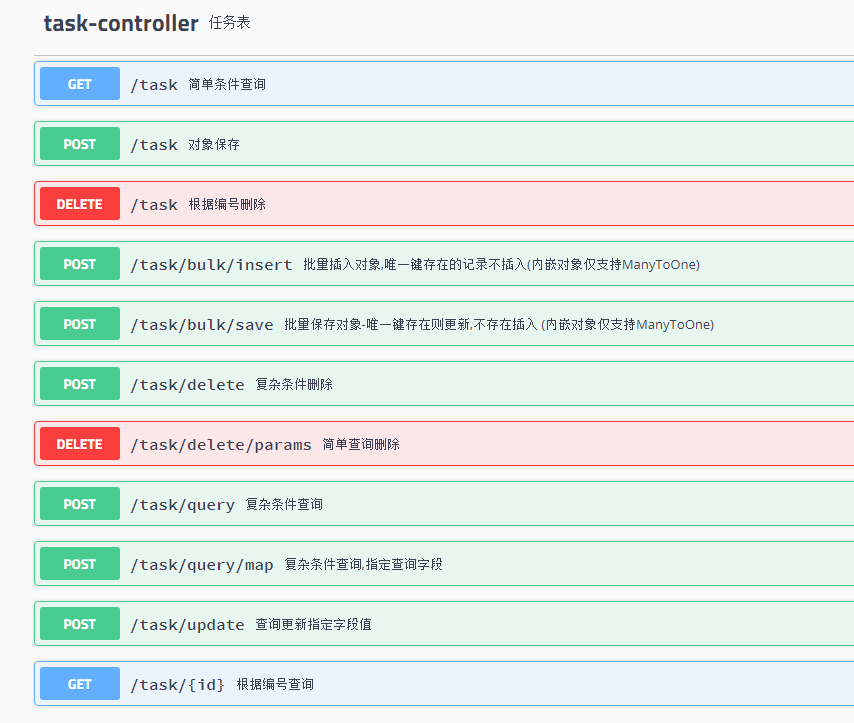 task-controller 任务表
GET /task 简单条件查询
POST /task 对象保存
DELETE /task 根据编号删除
POST /task/bulk/insert 批量插入对象,唯一键存在的记录不插入(内嵌对象仅支持ManyToOne)
POST /task/bulk/save 批量保存对象-唯一键存在则更新,不存在插入 (内嵌对象仅支持ManyToOne)
POST /task/delete 复杂条件删除
DELETE /task/delete/params 简单查询删除
POST /task/query 复杂条件查询
POST /task/query/map 复杂条件查询,指定查询字段
POST /task/update 查询更新指定字段值
GET /task/{id} 根据编号查询